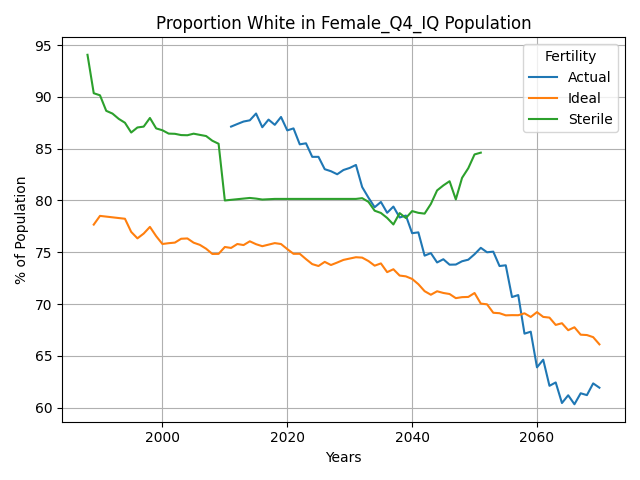 Proportion White in Female_Q4_IQ Population
Fertility
Actual
Ideal
Sterile
% of Population
95
90
85
80
75
70
65
60
2000
2020
2040
2060
Years